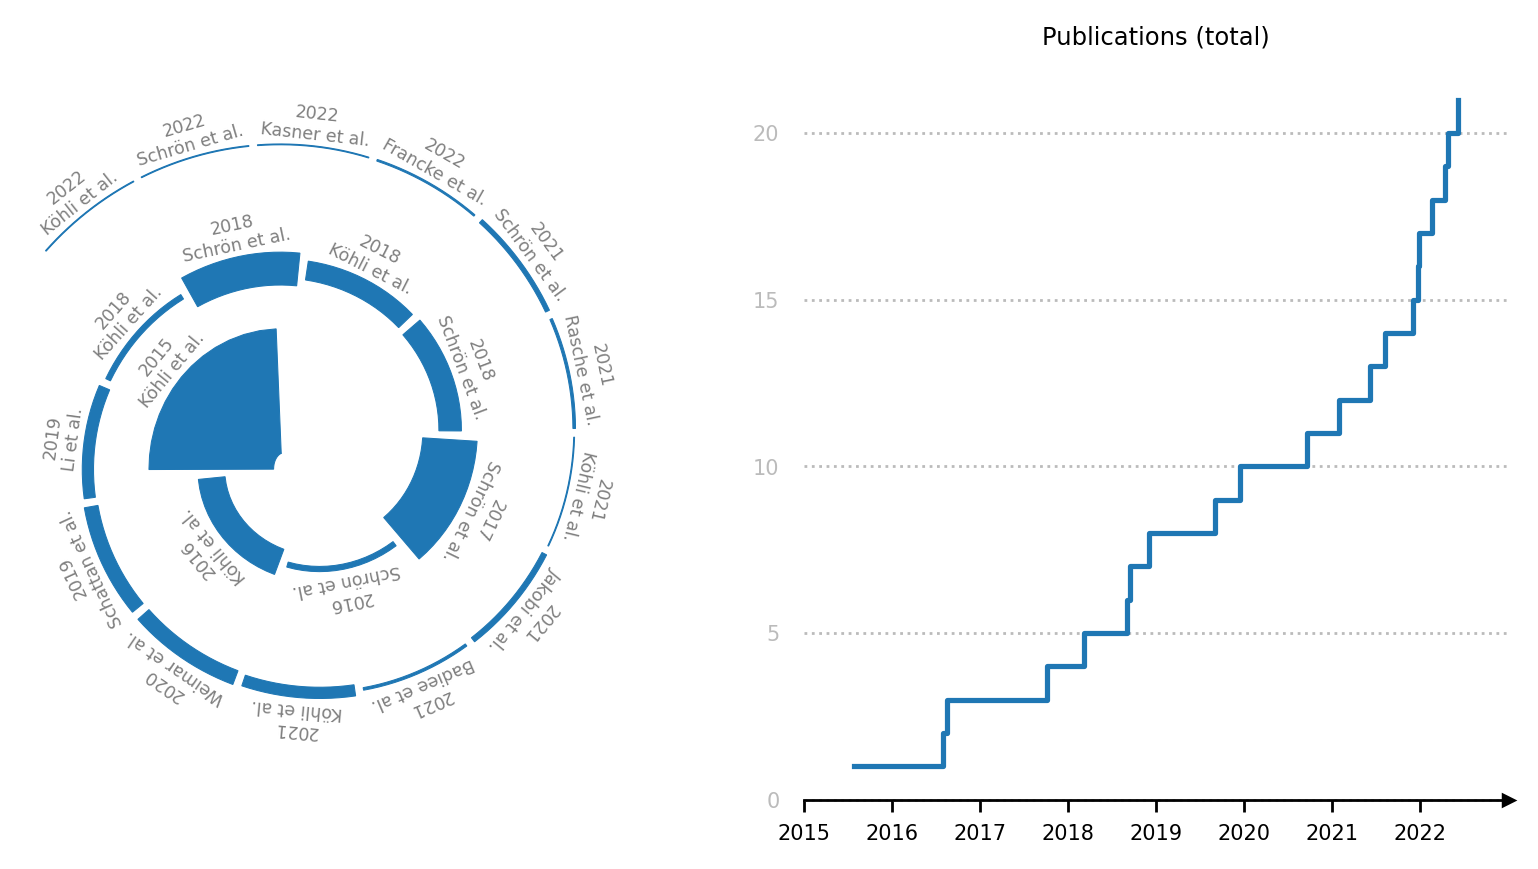 2022
Köhli et al.
2022
Schrön et al.
2022
Kasner et al.
2022
Francke et al.
2021
Schrön et al.
2021
Rasche et al.
2021
Köhli et al.
2021
Jakobi et al.
2021
Badiee et al.
2021
Köhli et al.
2020
Weimar et al.
2019
Schattan et al.
2019
Li et al.
2018
Köhli et al.
2018
Schrön et al.
2018
Köhli et al.
2018
Schrön et al.
2017
Schrön et al.
2016
Schrön et al.
2016
Köhli et al.
2015
Köhli et al.
Publications (total)
20
15
10
5
0
2015 2016 2017 2018 2019 2020 2021 2022